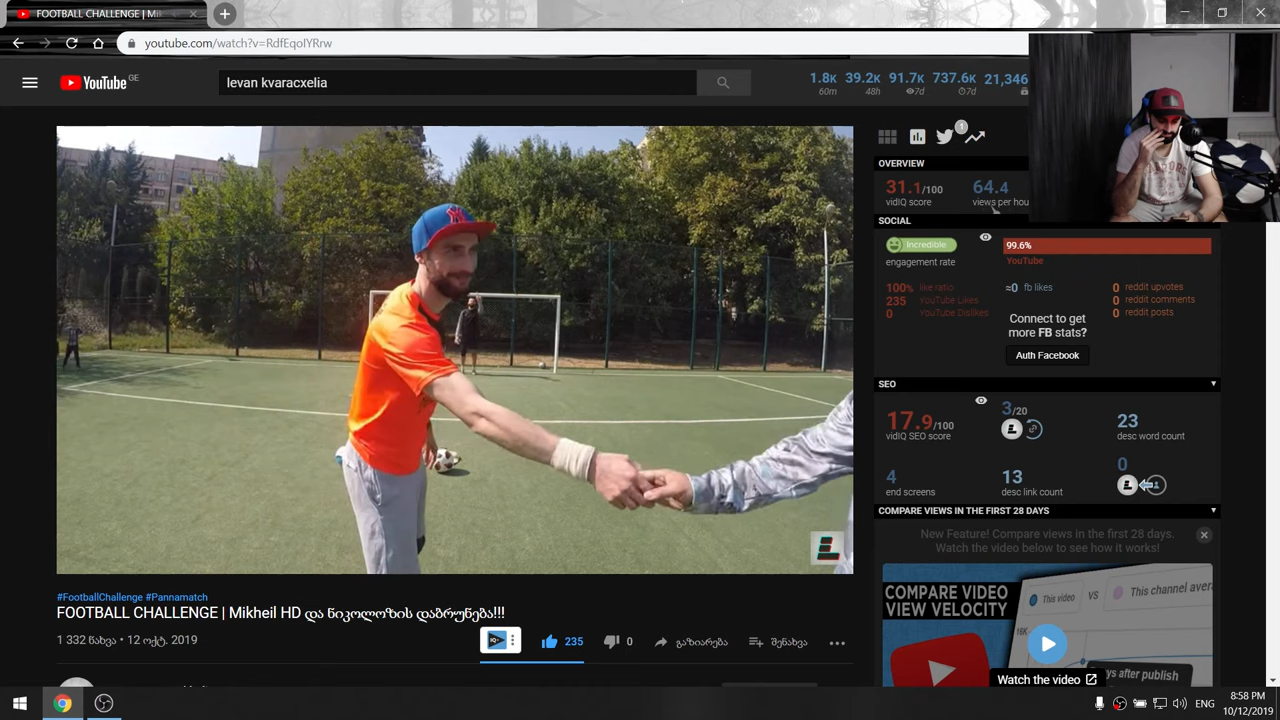 FOOTBALL CHALLENGE | Mi
youtube.com/watch?v=RdfEqoIYRrw
YouTube GE
levan kvaracxelia
1.8K 39.2K 91.7K 737.6K 21,346
60m 48h 7d 7d
1
OVERVIEW
31.1/100 64.4
vidIQ score views per hou
SOCIAL
Incredible 99.6%
engagement rate YouTube
100% like ratio ≈0 fb likes 0 reddit upvotes
235 YouTube Likes 0 reddit comments
0 YouTube Dislikes 0 reddit posts
Connect to get
more FB stats?
Auth Facebook
SEO
17.9/100 3/20 23
vidIQ SEO score desc word count
4 13 0
end screens desc link count
COMPARE VIEWS IN THE FIRST 28 DAYS
New Feature! Compare views in the first 28 days.
Watch the video below to see how it works!
COMPARE VIDEO
VIEW VELOCITY
This video VS This channel avera
16K
ys after publish
Watch the video
#FootballChallenge #Pannamatch
FOOTBALL CHALLENGE | Mikheil HD და ნიკოლოზის დაბრუნება!!!
1 332 ნახვა • 12 ოქტ. 2019
235 0 გაზიარება შენახვა
8:58 PM
10/12/2019